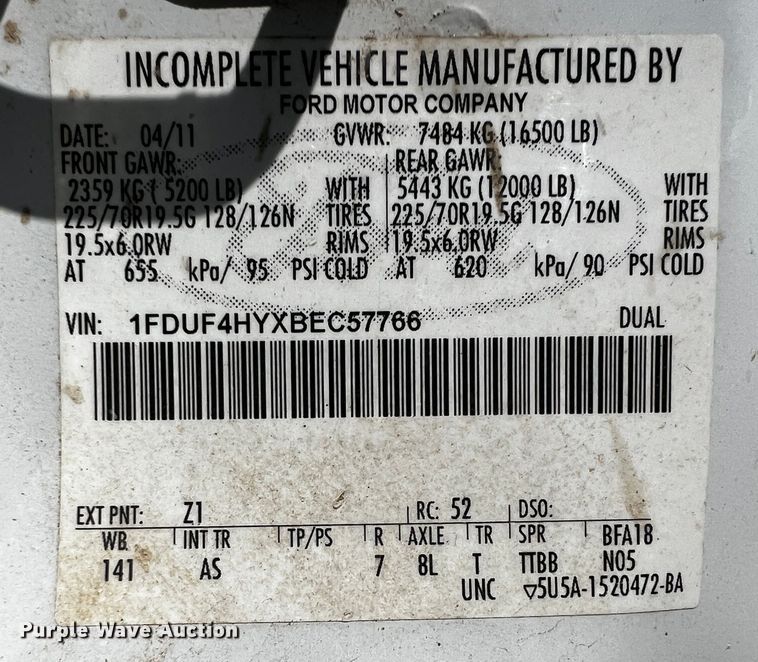 INCOMPLETE VEHICLE MANUFACTURED BY
FORD MOTOR COMPANY
DATE: 04/11 GVWR: 7484 KG (16500 LB)
FRONT GAWR: REAR GAWR:
2359 KG ( 5200 LB) WITH 5443 KG (12000 LB) WITH
225/70R19.5G 128/126N TIRES 225/70R19.5G 128/126N TIRES
19.5x6.0RW RIMS 19.5x6.0RW RIMS
AT 655 kPa/ 95 PSI COLD AT 620 kPa/ 90 PSI COLD
VIN: 1FDUF4HYXBEC57766 DUAL
EXT PNT: Z1 RC: 52 DSO:
WB INT TR TP/PS R AXLE TR SPR BFA18
141 AS 7 8L T TTBB N05
UNC ▽5U5A-1520472-BA
Purple Wave Auction